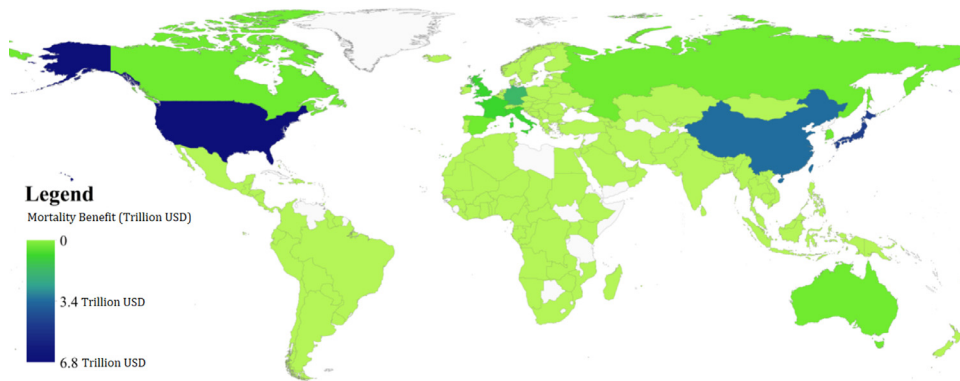 Legend
Mortality Benefit (Trillion USD)
0
3.4 Trillion USD
6.8 Trillion USD